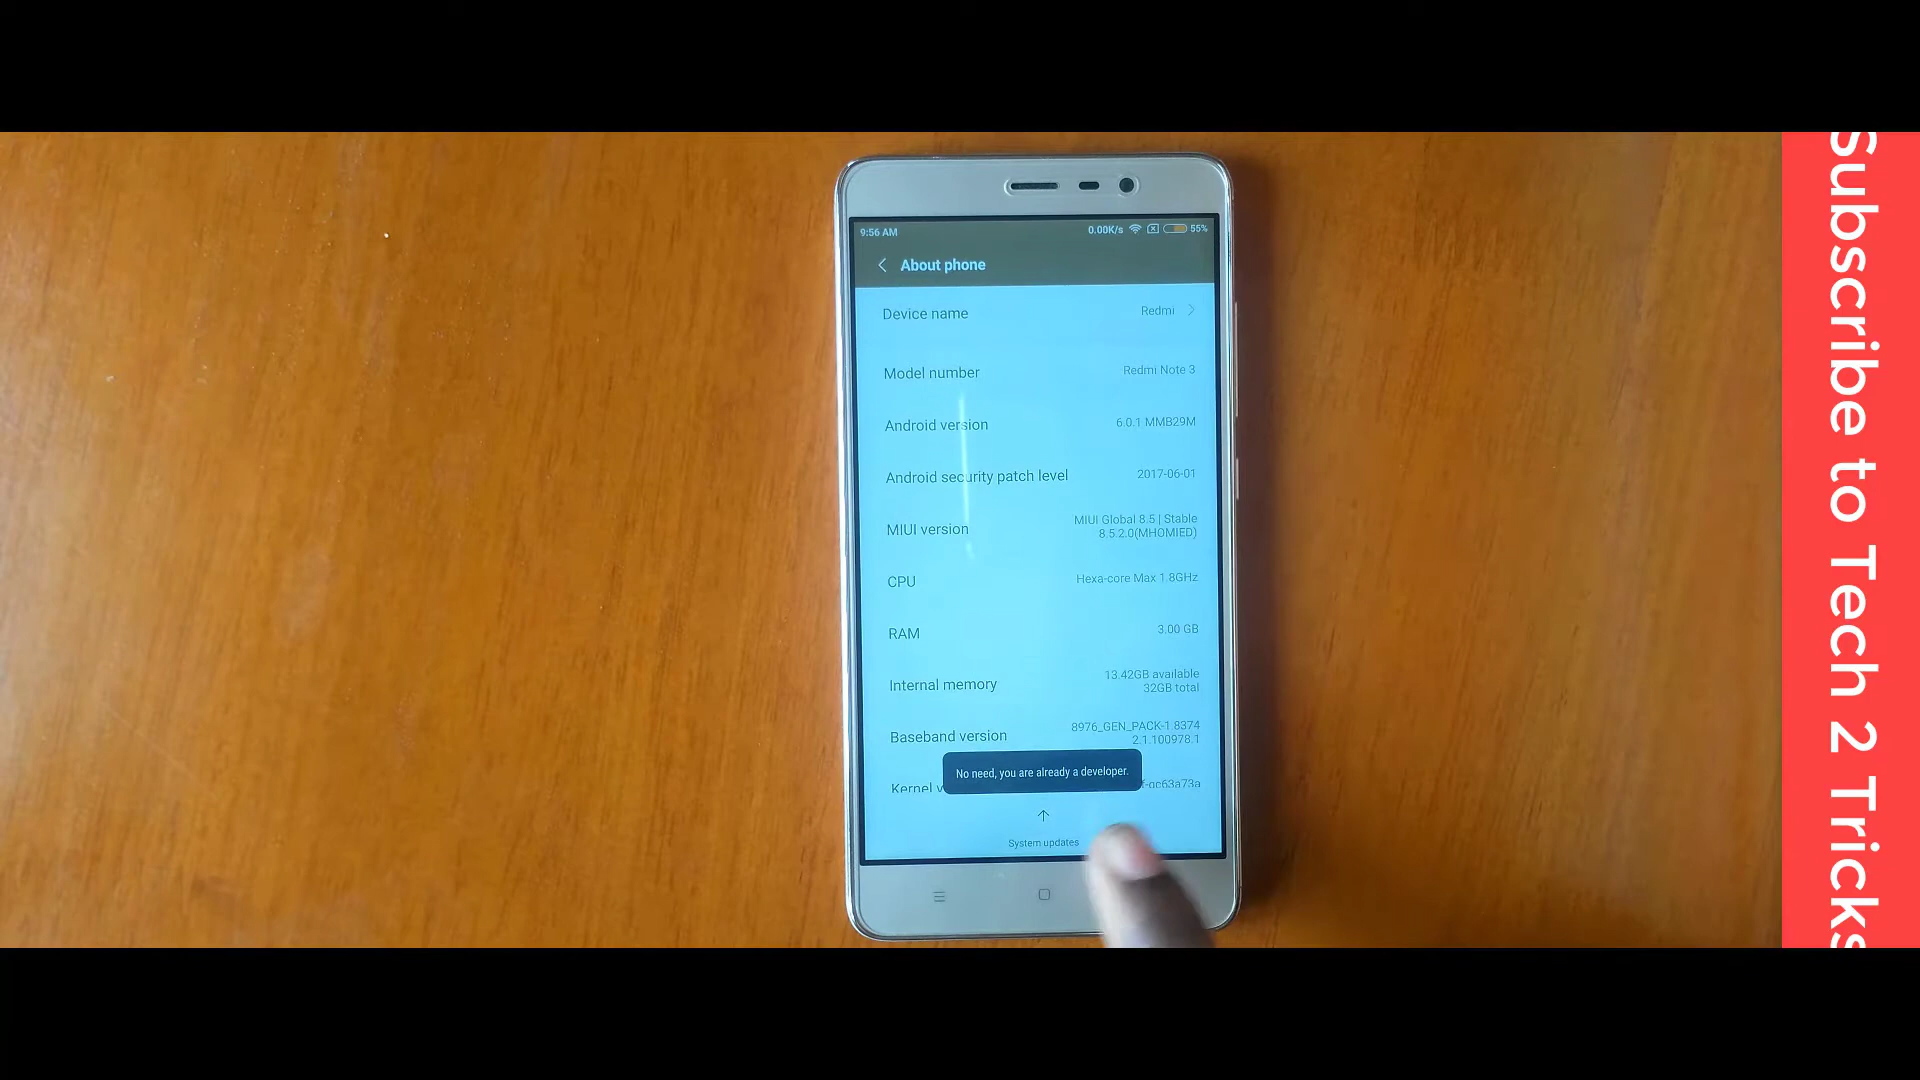 9:56 AM
0.00K/s
55%
About phone
Device name
Redmi
Model number
Redmi Note 3
Android version
6.0.1 MMB29M
Android security patch level
2017-06-01
MIUI version
MIUI Global 8.5 | Stable
8.5.2.0(MHOMIED)
CPU
Hexa-core Max 1.8GHz
RAM
3.00 GB
Internal memory
13.42GB available
32GB total
Baseband version
8976_GEN_PACK-1.8374
2.1.100978.1
No need, you are already a developer.
Kernel v
System updates
Subscribe to Tech 2 Tricks